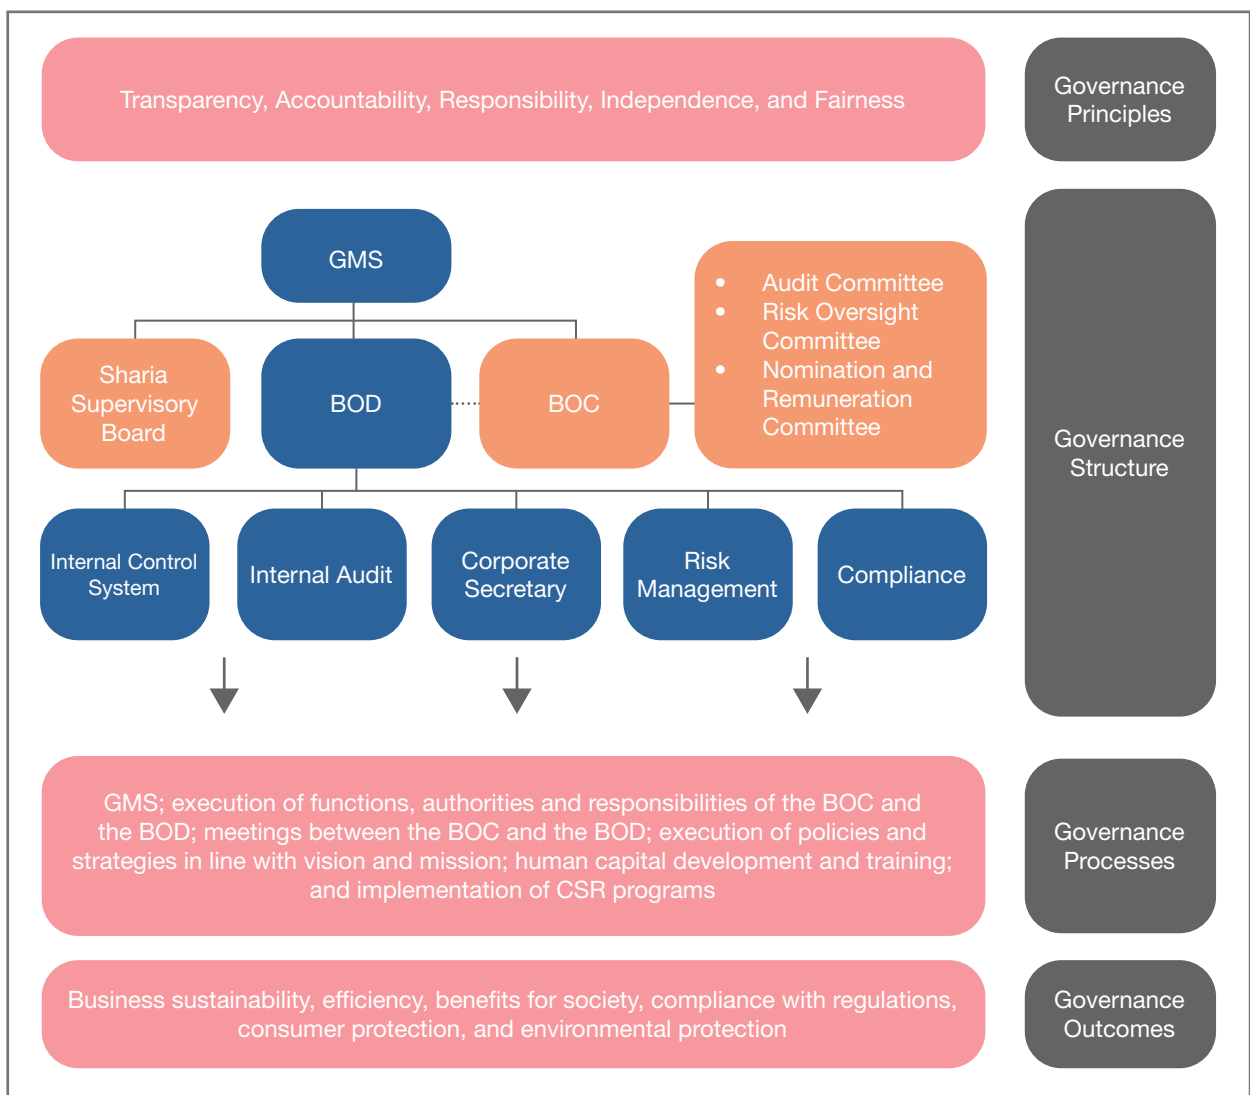 Transparency, Accountability, Responsibility, Independence, and Fairness
Governance
Principles
GMS
• Audit Committee
• Risk Oversight
Committee
• Nomination and
Remuneration
Committee
Sharia
Supervisory
Board
BOD
BOC
Governance
Structure
Internal Control
System
Internal Audit
Corporate
Secretary
Risk
Management
Compliance
GMS; execution of functions, authorities and responsibilities of the BOC and
the BOD; meetings between the BOC and the BOD; execution of policies and
strategies in line with vision and mission; human capital development and training;
and implementation of CSR programs
Governance
Processes
Business sustainability, efficiency, benefits for society, compliance with regulations,
consumer protection, and environmental protection
Governance
Outcomes